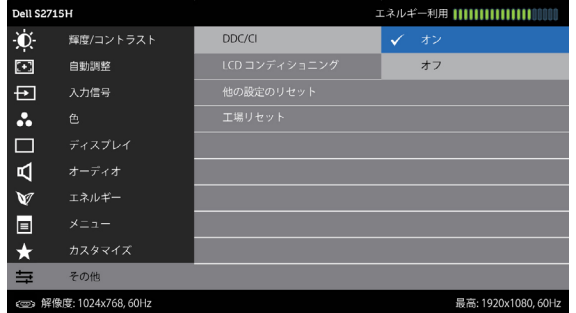 Dell S2715H エネルギー利用
輝度/コントラスト DDC/CI ✓ オン
自動調整 LCD コンディショニング オフ
入力信号 他の設定のリセット
色 工場リセット
ディスプレイ
オーディオ
エネルギー
メニュー
カスタマイズ
その他
解像度: 1024x768, 60Hz 最高: 1920x1080, 60Hz